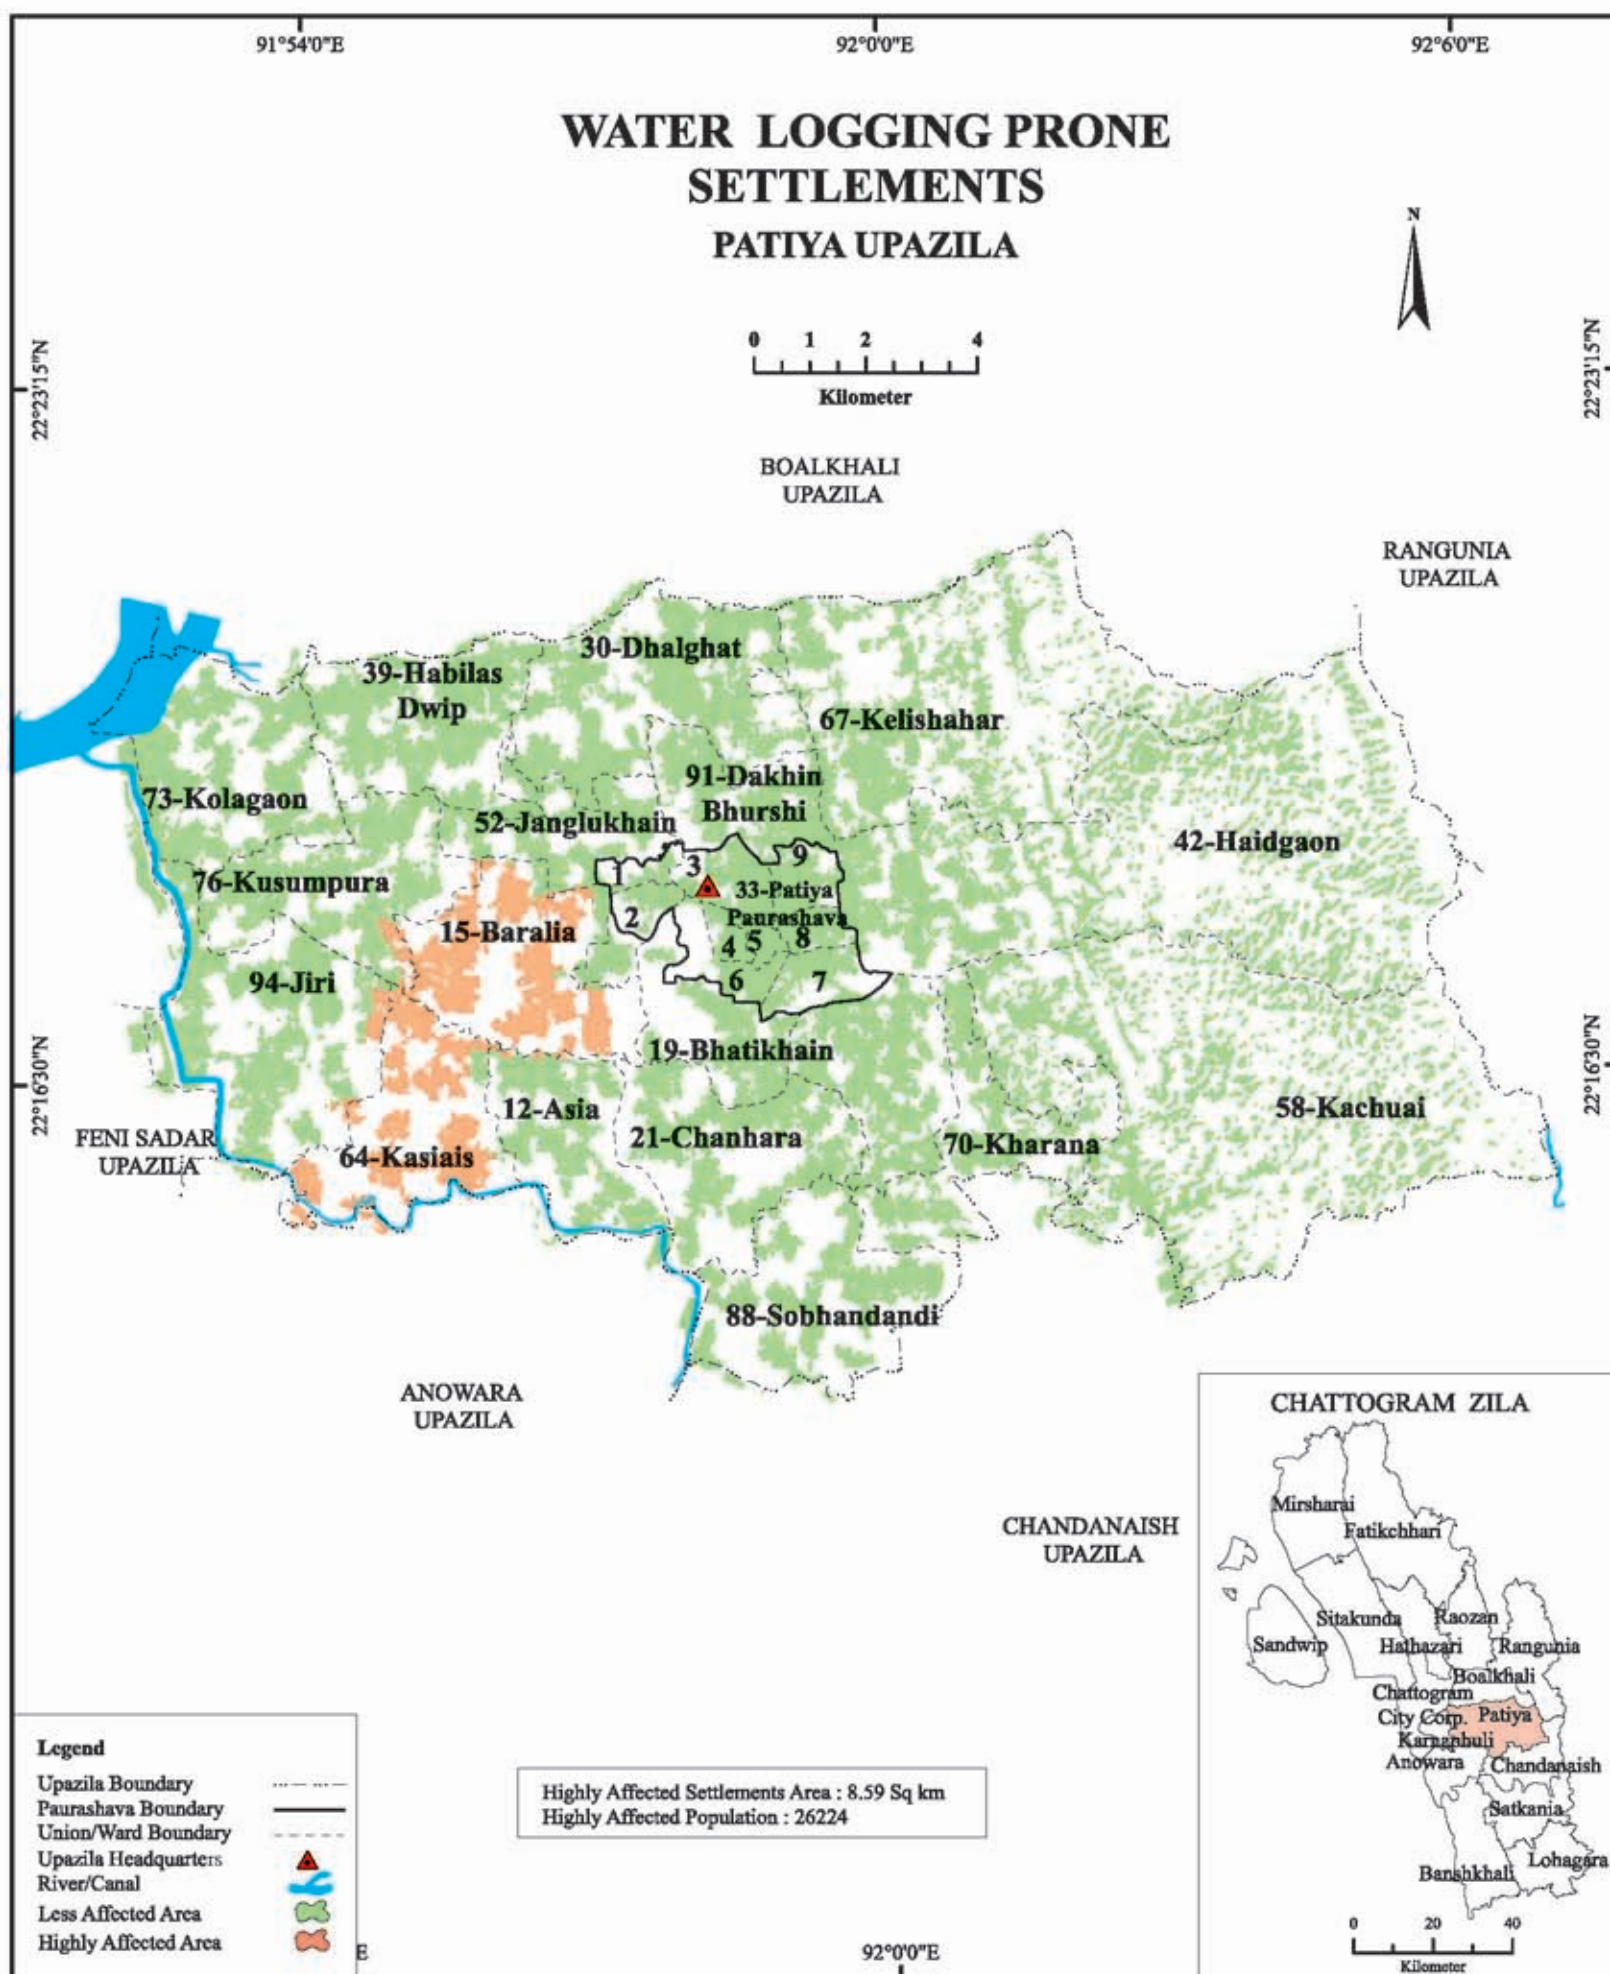 91°54'0"E
92°0'0"E
92°6'0"E
WATER LOGGING PRONE
SETTLEMENTS
PATIYA UPAZILA
N
0 1 2 4
Kilometer
22°23'15"N
22°23'15"N
BOALKHALI
UPAZILA
RANGUNIA
UPAZILA
30-Dhalghat
39-Habilas
Dwip
67-Kelishahar
91-Dakhin
Bhurshi
73-Kolagaon
52-Janglukhain
42-Haidgaon
3
9
1
76-Kusumpura
33-Patiya
Paurashava
2
15-Baralia
4
5
8
94-Jiri
6
7
19-Bhatikhain
22°16'30"N
22°16'30"N
12-Asia
58-Kachuai
FENI SADAR
UPAZILA
21-Chanhara
70-Kharana
64-Kasiais
88-Sobhandandi
ANOWARA
UPAZILA
CHANDANAISH
UPAZILA
CHATTOGRAM ZILA
Mirsharai
Fatikchhari
Sitakunda
Raozan
Sandwip
Hathazari
Rangunia
Boalkhali
Chattogram
City Corp.
Patiya
Karnaphuli
Anowara
Chandanaish
Satkania
Lohagara
Banshkhali
0 20 40
Kilometer
Legend
Upazila Boundary
Paurashava Boundary
Union/Ward Boundary
Upazila Headquarters
River/Canal
Less Affected Area
Highly Affected Area
Highly Affected Settlements Area : 8.59 Sq km
Highly Affected Population : 26224
E
92°0'0"E